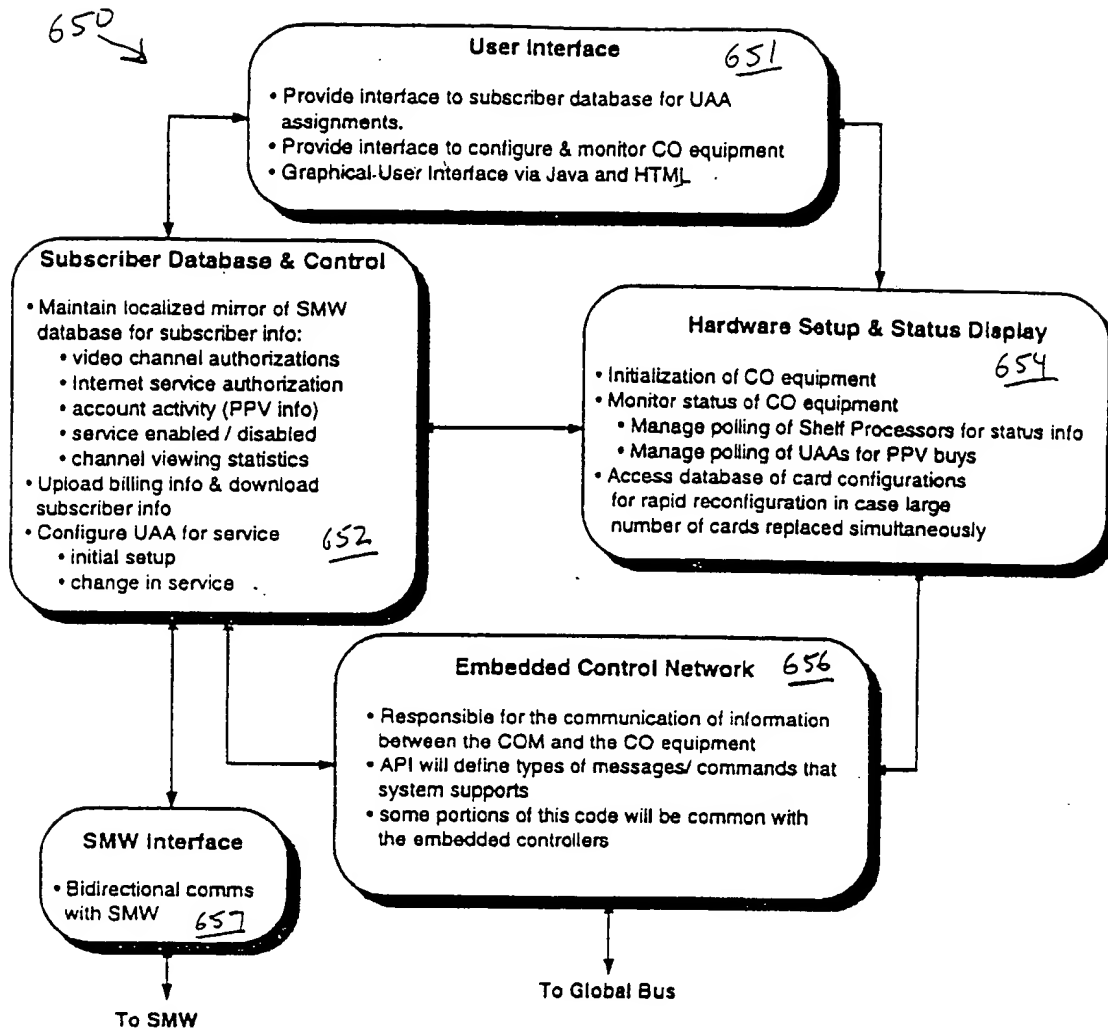 650
User Interface
651
• Provide interface to subscriber database for UAA
assignments.
• Provide interface to configure & monitor CO equipment
• Graphical-User Interface via Java and HTML
Subscriber Database & Control
• Maintain localized mirror of SMW
database for subscriber info:
• video channel authorizations
• Internet service authorization
• account activity (PPV info)
• service enabled / disabled
• channel viewing statistics
• Upload billing info & download
subscriber info
• Configure UAA for service
652
• initial setup
• change in service
Hardware Setup & Status Display
654
• Initialization of CO equipment
• Monitor status of CO equipment
• Manage polling of Shelf Processors for status info
• Manage polling of UAAs for PPV buys
• Access database of card configurations
for rapid reconfiguration in case large
number of cards replaced simultaneously
Embedded Control Network
656
• Responsible for the communication of information
between the COM and the CO equipment
• API will define types of messages/ commands that
system supports
• some portions of this code will be common with
the embedded controllers
SMW Interface
• Bidirectional comms
with SMW
657
To SMW
To Global Bus